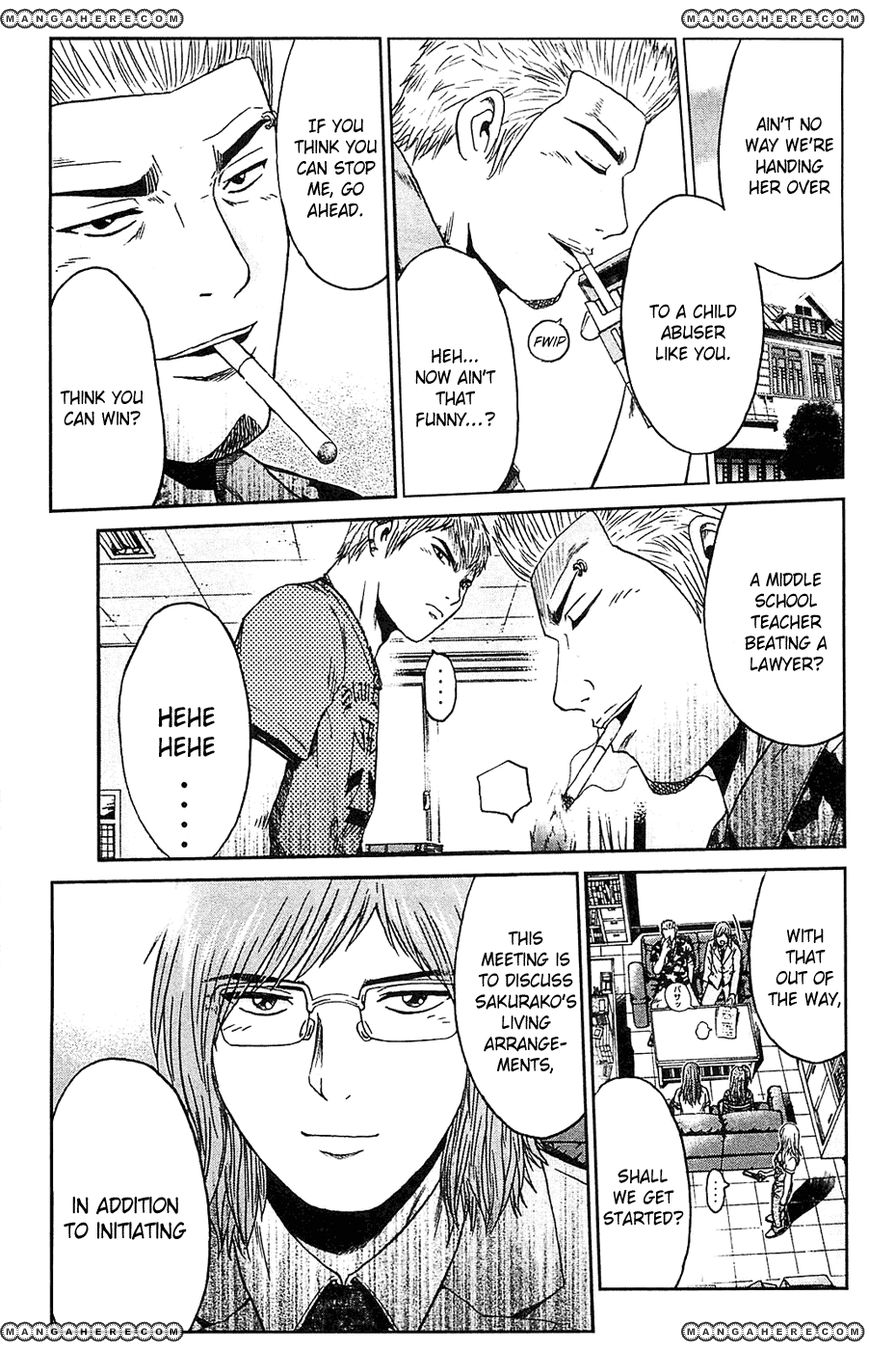 MANGAHERE.COM
MANGAHERE.COM
AIN'T NO
WAY WE'RE
HANDING
HER OVER
TO A CHILD
ABUSER
LIKE YOU.
FWIP
HEH...
NOW AIN'T
THAT
FUNNY...?
IF YOU
THINK YOU
CAN STOP
ME, GO
AHEAD.
THINK YOU
CAN WIN?
A MIDDLE
SCHOOL
TEACHER
BEATING A
LAWYER?
....
HEHE
HEHE
....
WITH
THAT
OUT OF
THE WAY,
パサッ
...
SHALL
WE GET
STARTED?
THIS
MEETING IS
TO DISCUSS
SAKURAKO'S
LIVING
ARRANGE-
MENTS,
IN ADDITION
TO INITIATING
MANGAHERE.COM
MANGAHERE.COM